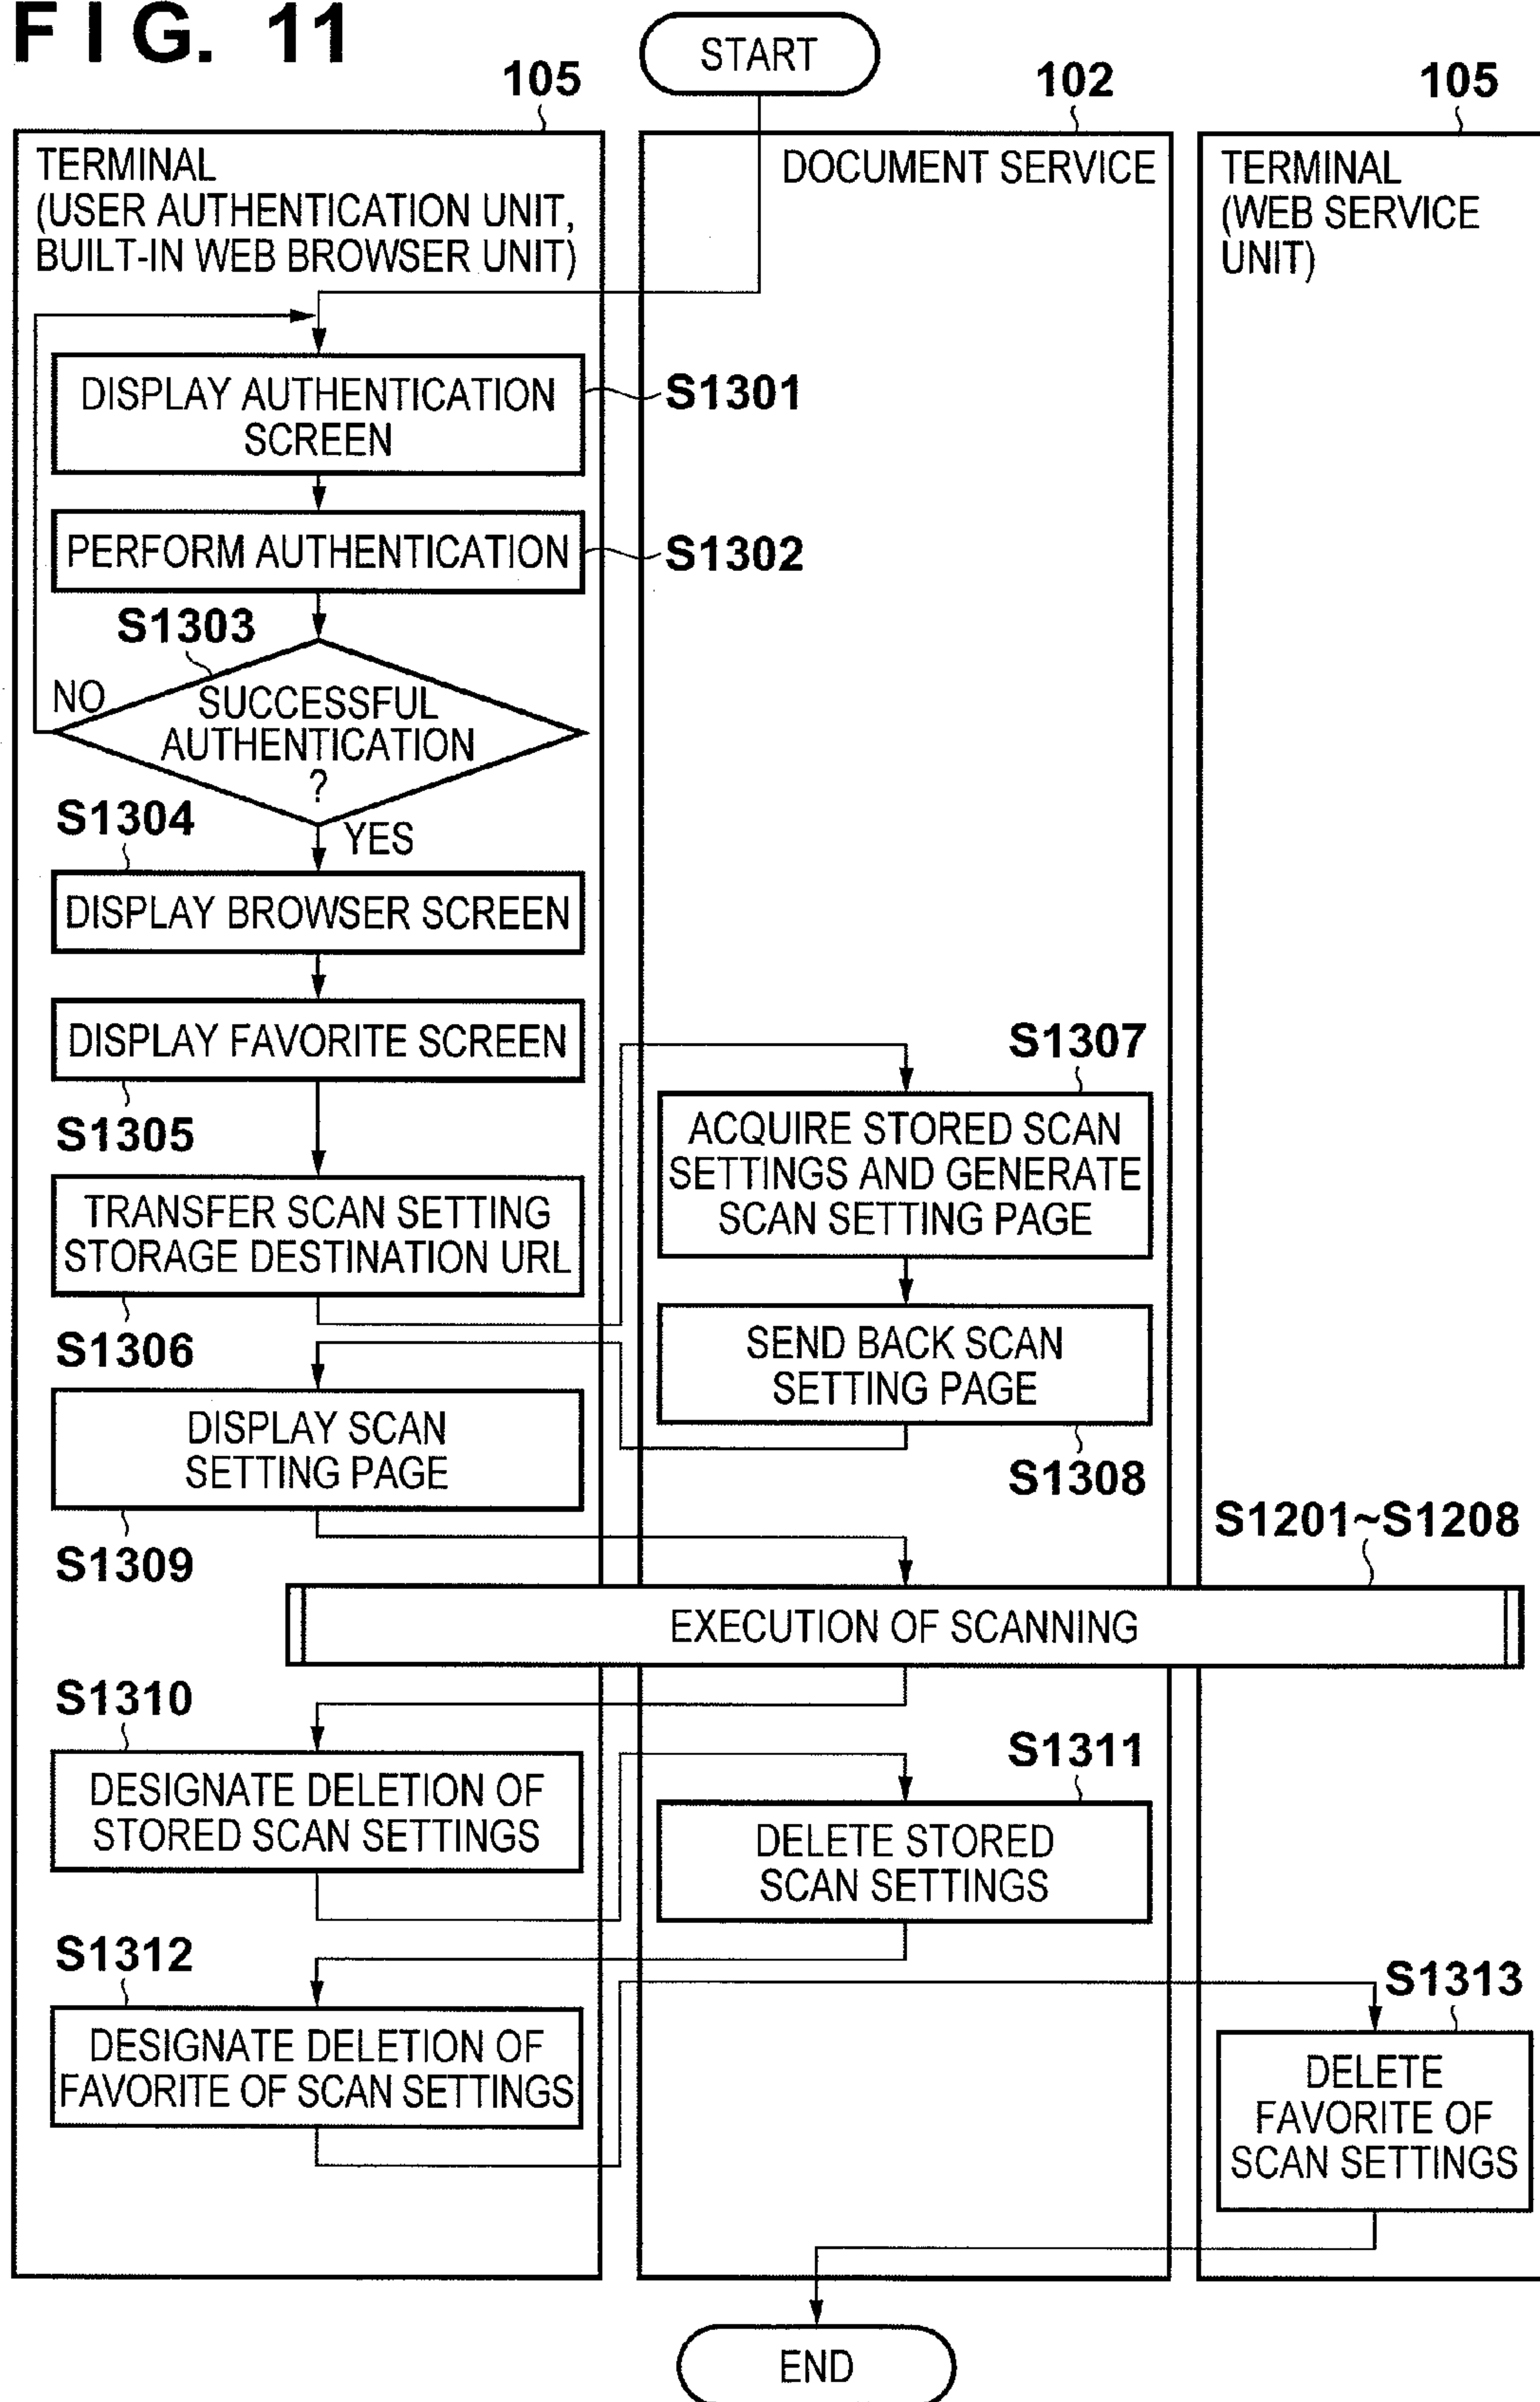 FIG. 11
START
105
102
105
TERMINAL
(USER AUTHENTICATION UNIT,
BUILT-IN WEB BROWSER UNIT)
DOCUMENT SERVICE
TERMINAL
(WEB SERVICE
UNIT)
DISPLAY AUTHENTICATION
SCREEN
S1301
PERFORM AUTHENTICATION
S1302
S1303
NO
SUCCESSFUL
AUTHENTICATION
?
YES
S1304
DISPLAY BROWSER SCREEN
DISPLAY FAVORITE SCREEN
S1305
TRANSFER SCAN SETTING
STORAGE DESTINATION URL
S1306
S1307
ACQUIRE STORED SCAN
SETTINGS AND GENERATE
SCAN SETTING PAGE
SEND BACK SCAN
SETTING PAGE
S1308
DISPLAY SCAN
SETTING PAGE
S1309
S1201~S1208
EXECUTION OF SCANNING
S1310
DESIGNATE DELETION OF
STORED SCAN SETTINGS
S1311
DELETE STORED
SCAN SETTINGS
S1312
DESIGNATE DELETION OF
FAVORITE OF SCAN SETTINGS
S1313
DELETE
FAVORITE OF
SCAN SETTINGS
END